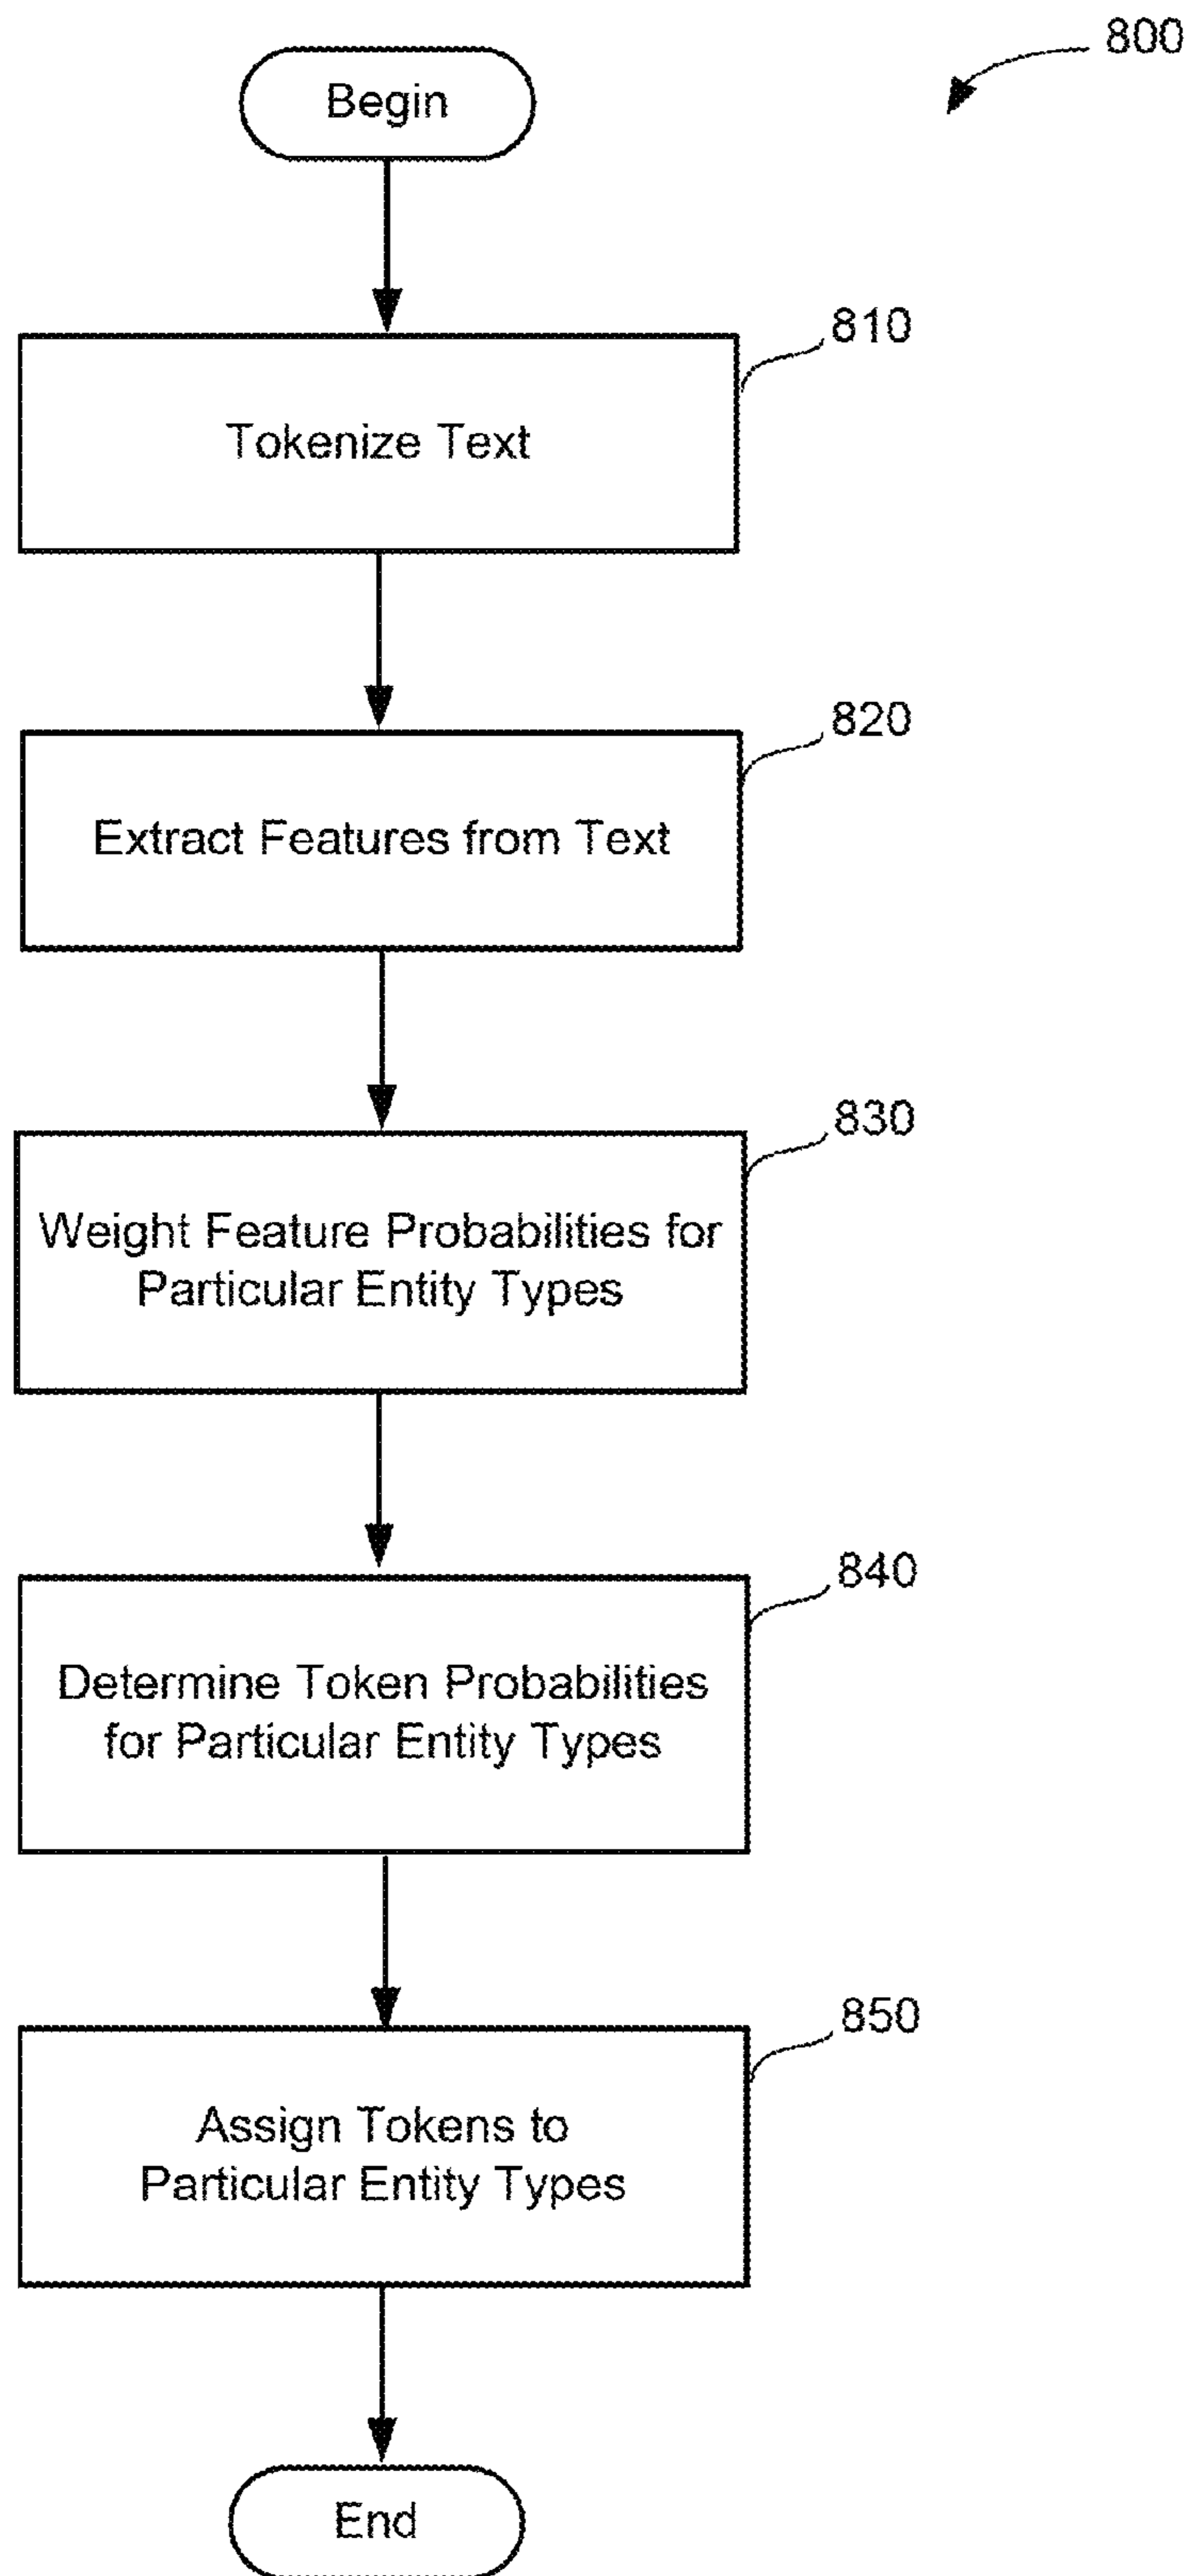 800
Begin
810
Tokenize Text
820
Extract Features from Text
830
Weight Feature Probabilities for
Particular Entity Types
840
Determine Token Probabilities
for Particular Entity Types
850
Assign Tokens to
Particular Entity Types
End